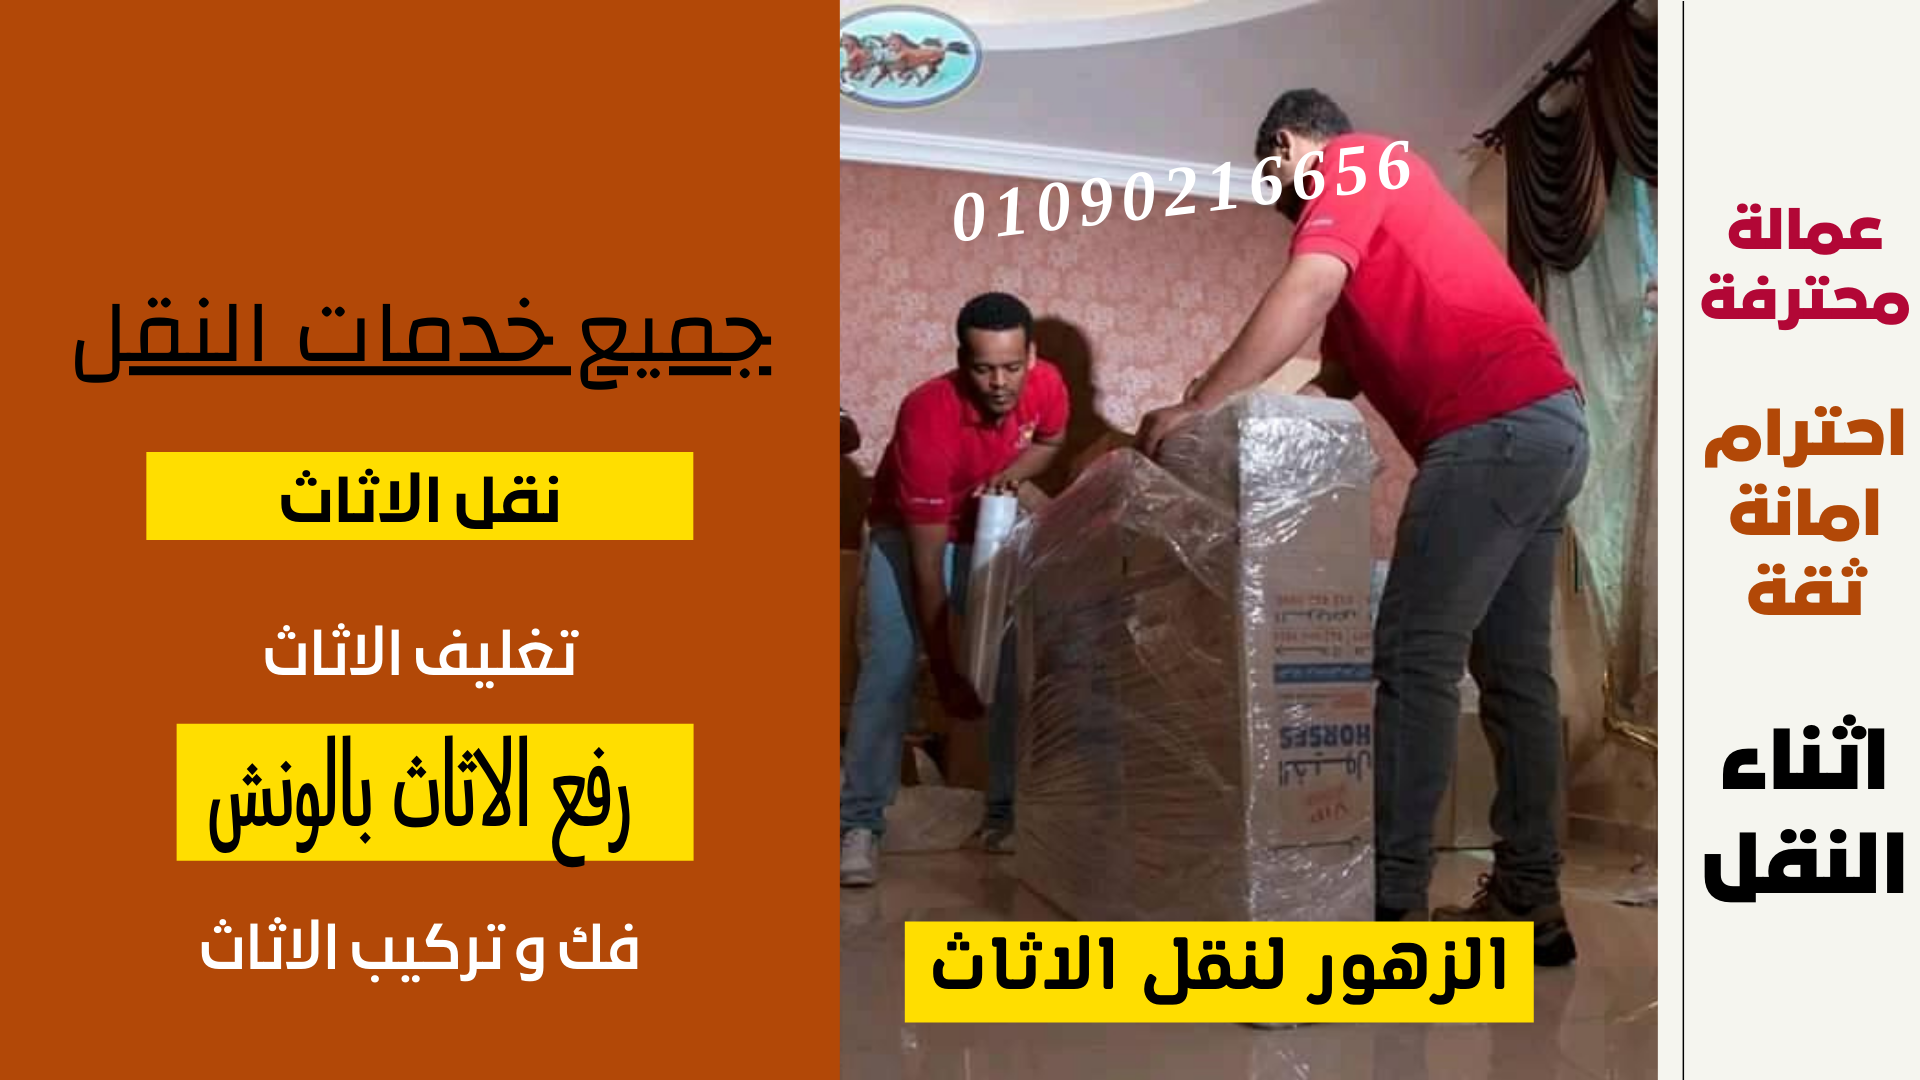 جميع خدمات النقل
نقل الاثاث
تغليف الاثاث
رفع الاثاث بالونش
فك و تركيب الاثاث
01090216656
HORSES
VIP
الزهور لنقل الاثاث
عمالة
محترفة
احترام
امانة
ثقة
اثناء
النقل